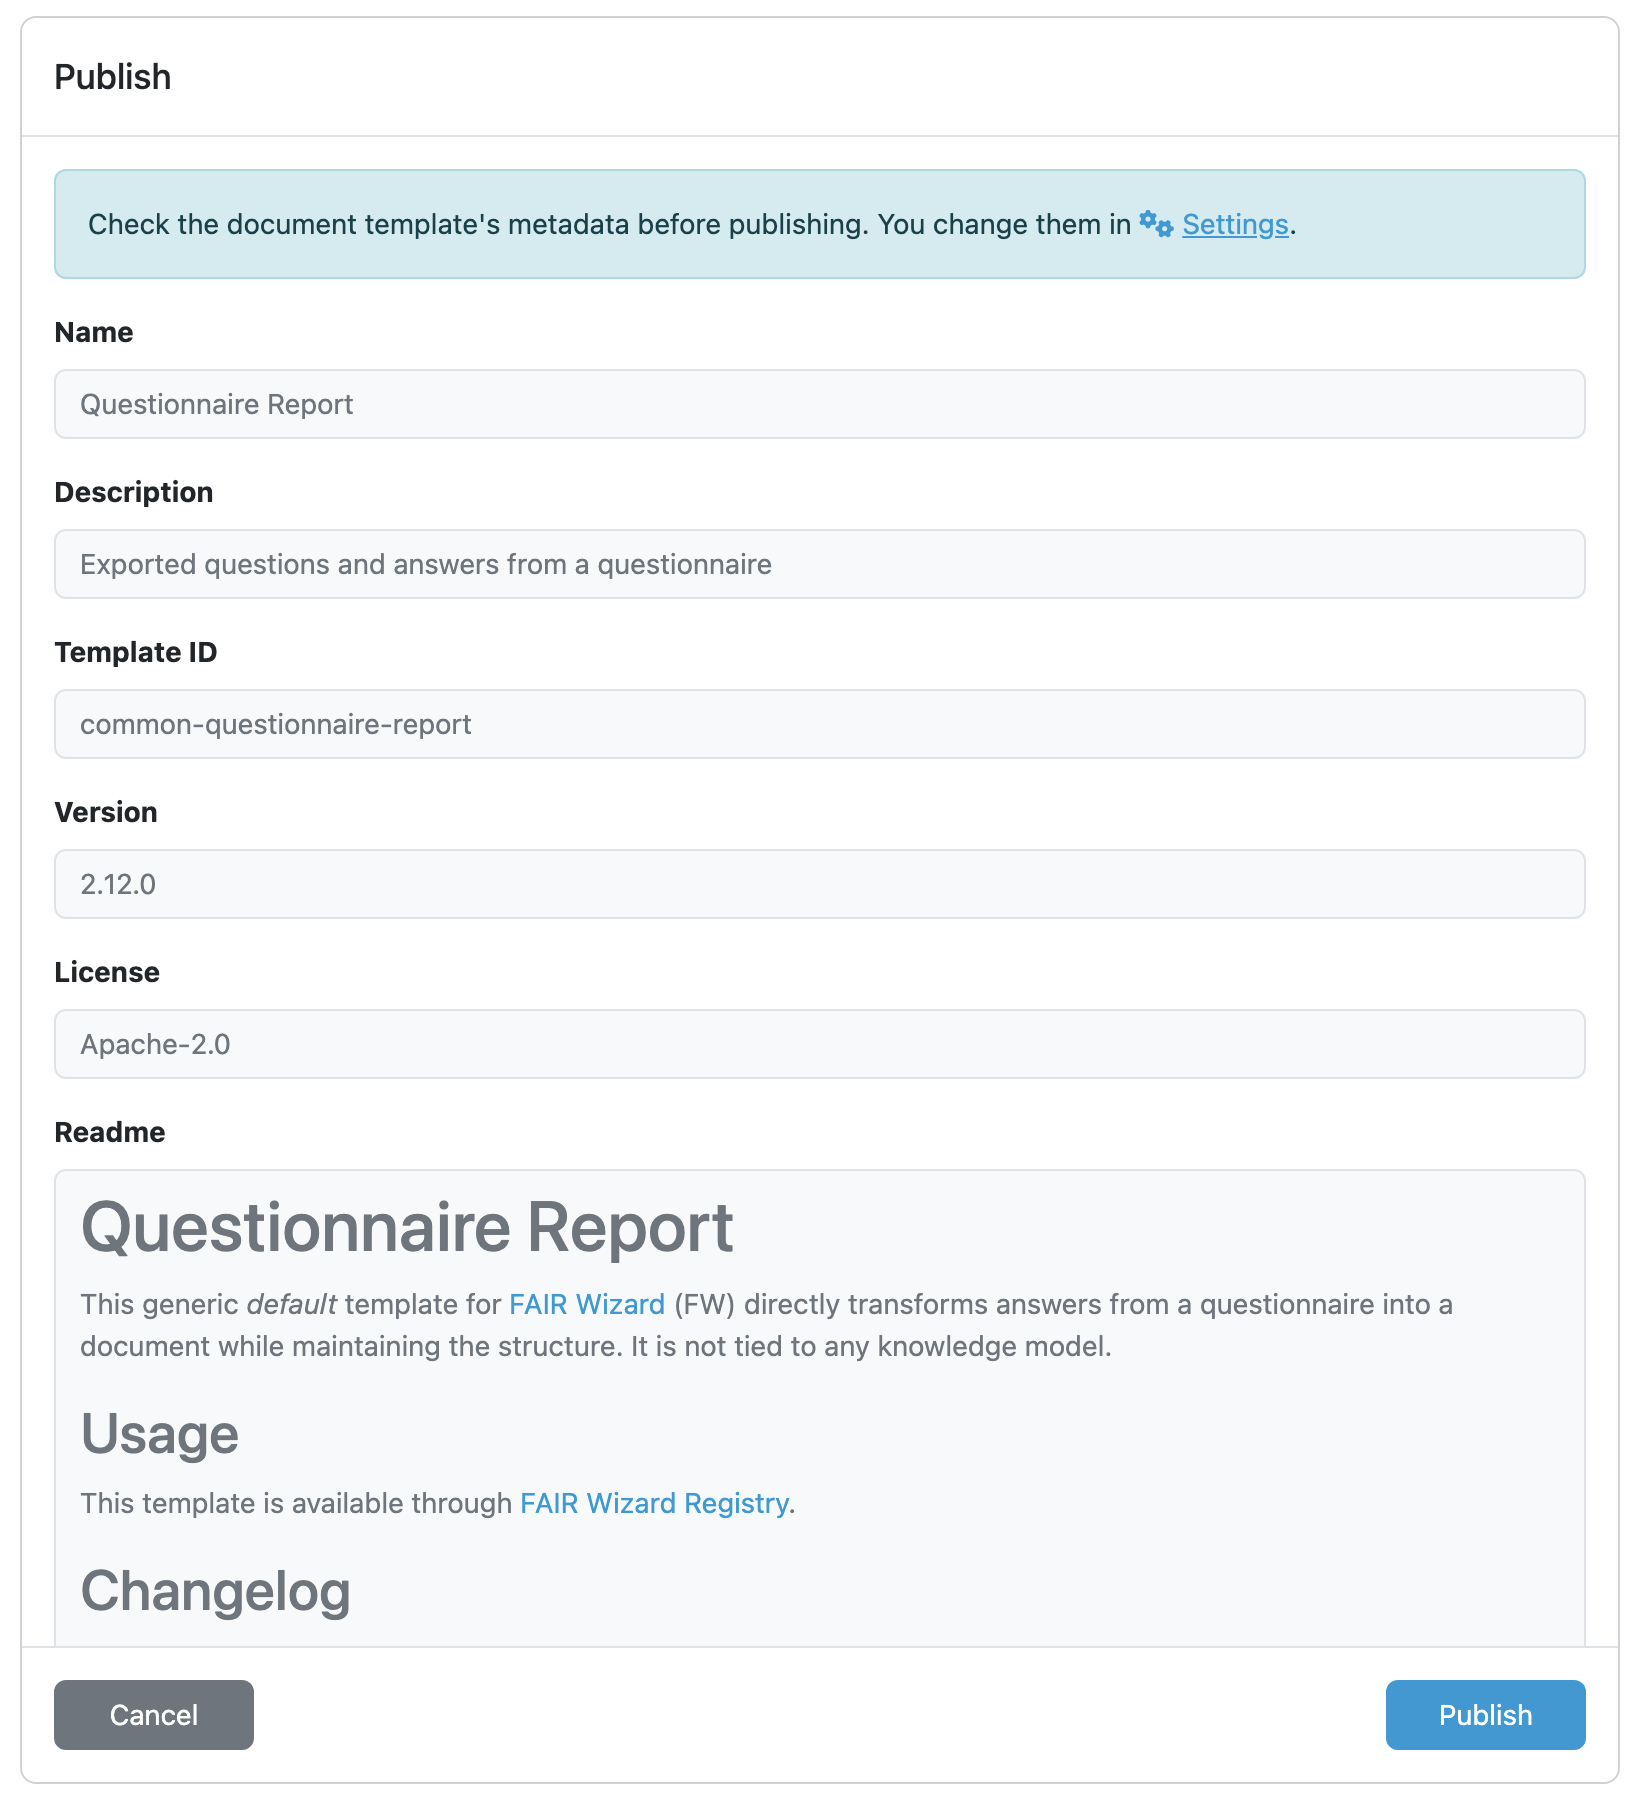 Publish
Check the document template's metadata before publishing. You change them in Settings.
Name
Questionnaire Report
Description
Exported questions and answers from a questionnaire
Template ID
common-questionnaire-report
Version
2.12.0
License
Apache-2.0
Readme
Questionnaire Report
This generic default template for FAIR Wizard (FW) directly transforms answers from a questionnaire into a
document while maintaining the structure. It is not tied to any knowledge model.
Usage
This template is available through FAIR Wizard Registry.
Changelog
Cancel
Publish